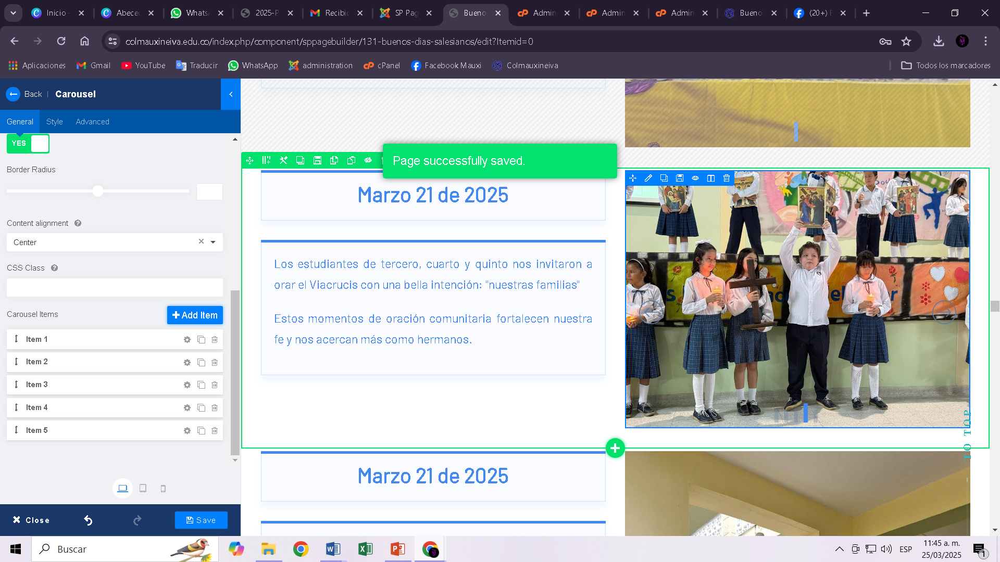 Inicio -
Abece
Whats
2025-P
Recibi
SP Pag
Bueno
Admin
Admin
Admin
Bueno
(20+) F
colmauxineiva.edu.co/index.php/component/sppagebuilder/131-buenos-dias-salesianos/edit?Itemid=0
Aplicaciones
Gmail
YouTube
Traducir
WhatsApp
administration
cPanel
Facebook Mauxi
Colmauxineiva
Todos los marcadores
Back
Carousel
General
Style
Advanced
YES
Border Radius
Content alignment
Center
CSS Class
Carousel Items
+ Add Item
Item 1
Item 2
Item 3
Item 4
Item 5
Close
Save
Page successfully saved.
Marzo 21 de 2025
Los estudiantes de tercero, cuarto y quinto nos invitaron a
orar el Viacrucis con una bella intención: "nuestras familias"
Estos momentos de oración comunitaria fortalecen nuestra
fe y nos acercan más como hermanos.
TO TOP
Marzo 21 de 2025
Buscar
ESP
11:45 a. m.
25/03/2025
1